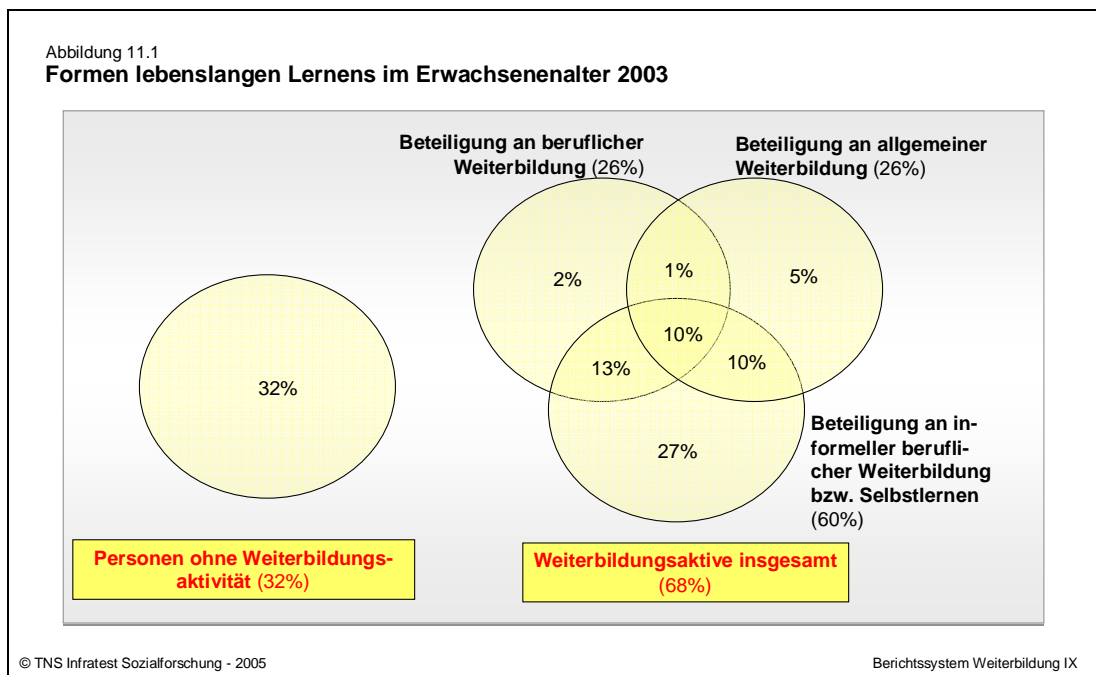 Abbildung 11.1
Formen lebenslangen Lernens im Erwachsenenalter 2003
Beteiligung an beruflicher
Weiterbildung (26%)
Beteiligung an allgemeiner
Weiterbildung (26%)
2%
1%
5%
10%
13%
10%
32%
27%
Beteiligung an in-
formeller berufli-
cher Weiterbildung
bzw. Selbstlernen
(60%)
Personen ohne Weiterbildungs-
aktivität (32%)
Weiterbildungsaktive insgesamt
(68%)
© TNS Infratest Sozialforschung - 2005
Berichtssystem Weiterbildung IX